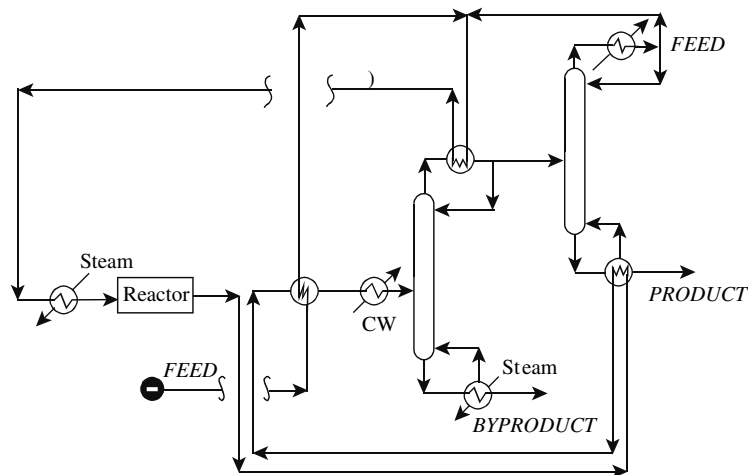 FEED
Steam
Reactor
PRODUCT
CW
FEED
Steam
BYPRODUCT